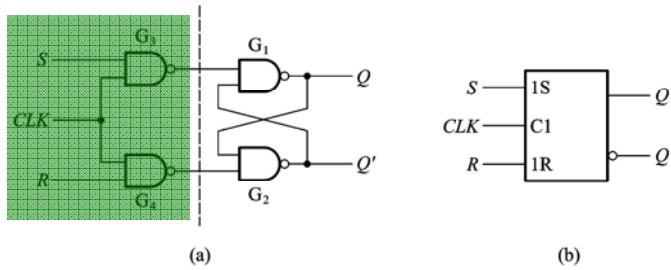 G₃ G₁
S Q
CLK
R Q'
G₄ G₂
(a)
S 1S Q
CLK C1
R 1R Q
(b)